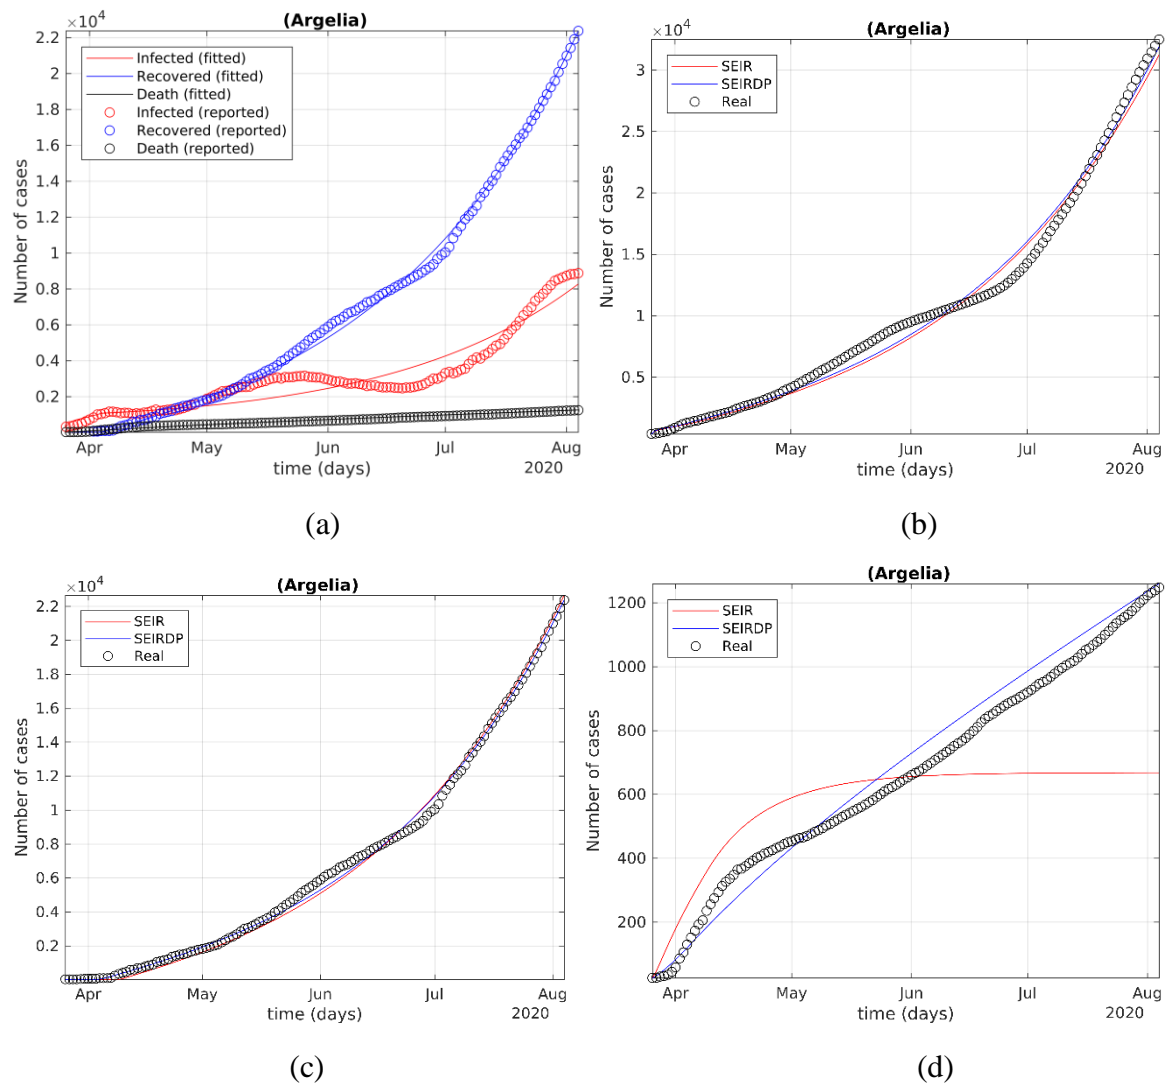 (Argelia)
×10⁴
2.2
2
1.8
1.6
1.4
1.2
1
0.8
0.6
0.4
0.2
Number of cases
Infected (fitted)
Recovered (fitted)
Death (fitted)
Infected (reported)
Recovered (reported)
Death (reported)
Apr May Jun Jul Aug
time (days) 2020
(a)
(Argelia)
×10⁴
3
2.5
2
1.5
1
0.5
Number of cases
SEIR
SEIRDP
Real
Apr May Jun Jul Aug
time (days) 2020
(b)
(Argelia)
×10⁴
2.2
2
1.8
1.6
1.4
1.2
1
0.8
0.6
0.4
0.2
Number of cases
SEIR
SEIRDP
Real
Apr May Jun Jul Aug
time (days) 2020
(c)
(Argelia)
1200
1000
800
600
400
200
Number of cases
SEIR
SEIRDP
Real
Apr May Jun Jul Aug
time (days) 2020
(d)